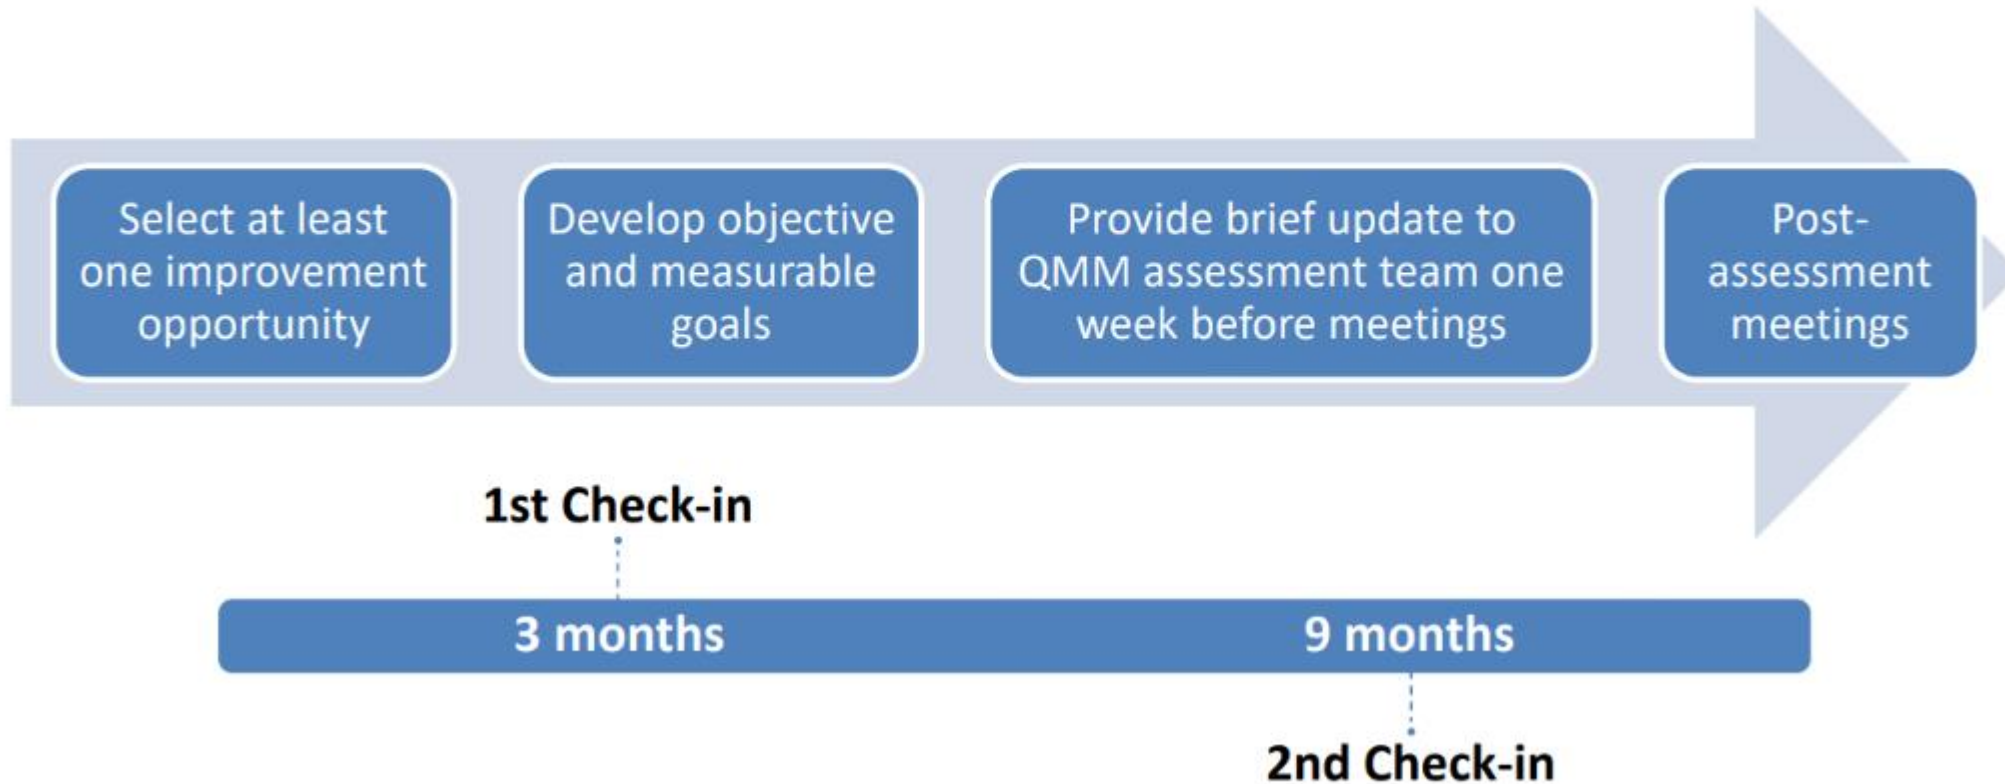 Select at least
one improvement
opportunity
Develop objective
and measurable
goals
Provide brief update to
QMM assessment team one
week before meetings
Post-
assessment
meetings
1st Check-in
3 months
9 months
2nd Check-in